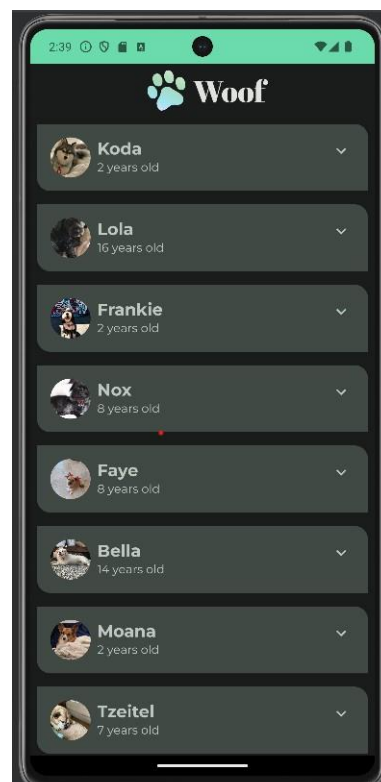 2:39
Woof
Koda
2 years old
Lola
16 years old
Frankie
2 years old
Nox
8 years old
Faye
8 years old
Bella
14 years old
Moana
2 years old
Tzeitel
7 years old